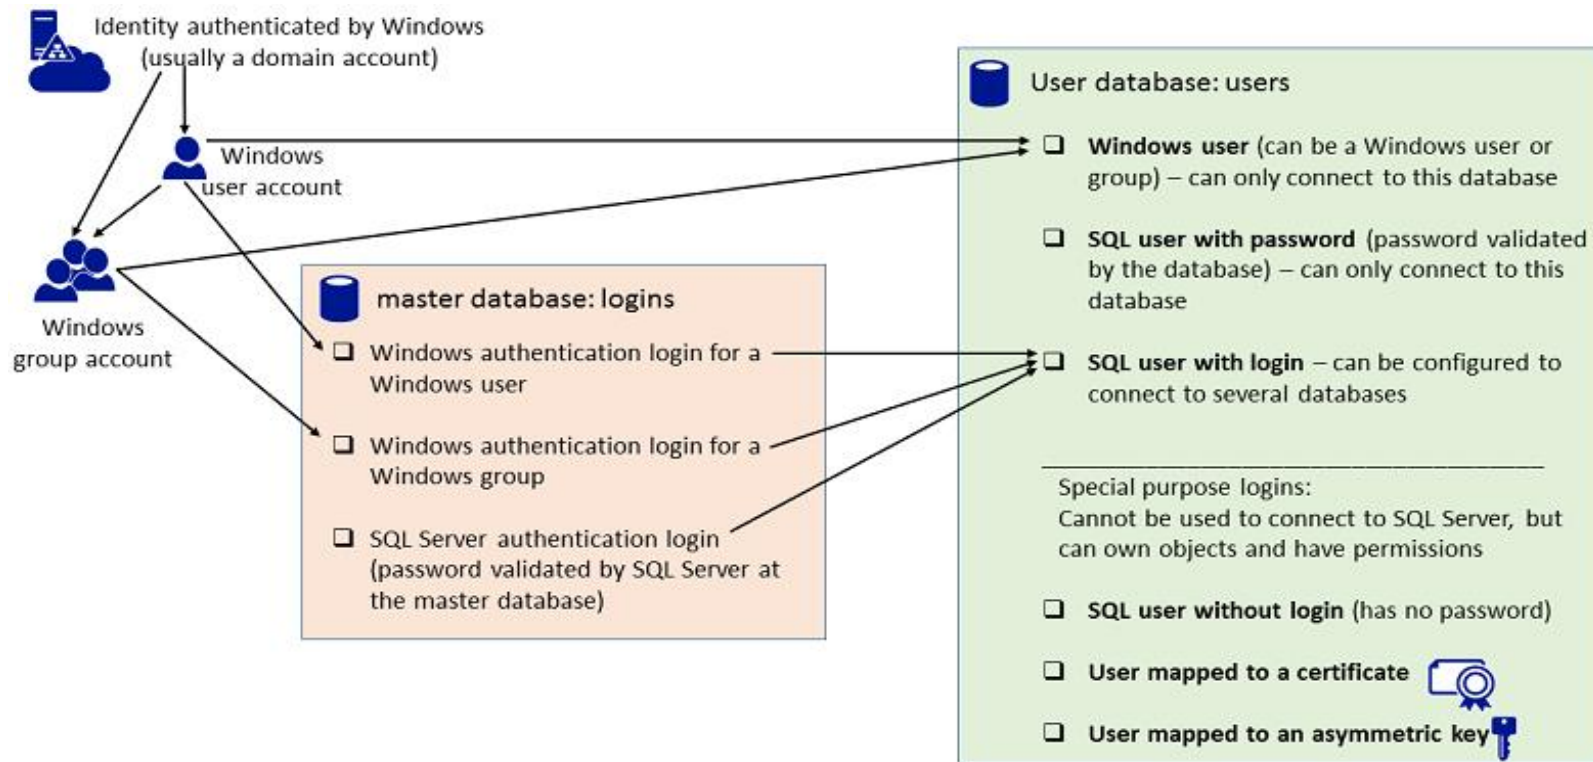 Identity authenticated by Windows
(usually a domain account)
Windows
user account
Windows
group account
master database: logins
❑ Windows authentication login for a
Windows user
❑ Windows authentication login for a
Windows group
❑ SQL Server authentication login
(password validated by SQL Server at
the master database)
User database: users
❑ Windows user (can be a Windows user or
group) – can only connect to this database
❑ SQL user with password (password validated
by the database) – can only connect to this
database
❑ SQL user with login – can be configured to
connect to several databases
Special purpose logins:
Cannot be used to connect to SQL Server, but
can own objects and have permissions
❑ SQL user without login (has no password)
❑ User mapped to a certificate
❑ User mapped to an asymmetric key